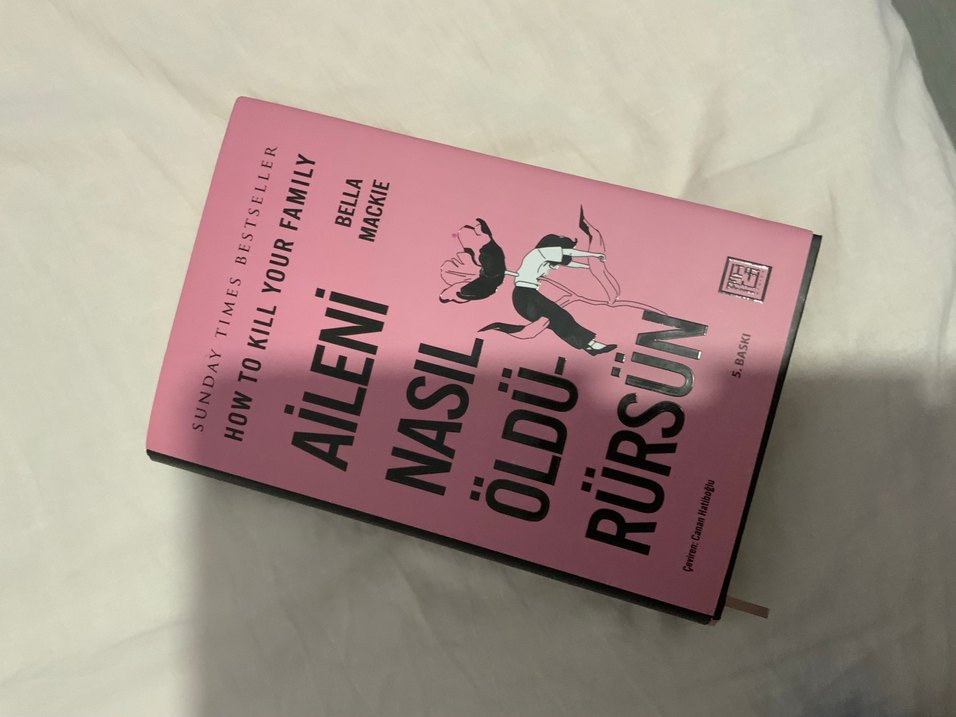 SUNDAY TIMES BESTSELLER
HOW TO KILL YOUR FAMILY
BELLA
MACKIE
AİLENİ
NASIL
ÖLDÜ-
RÜRSÜN
Çeviren: Canan Hatiboğlu
5. BASKI